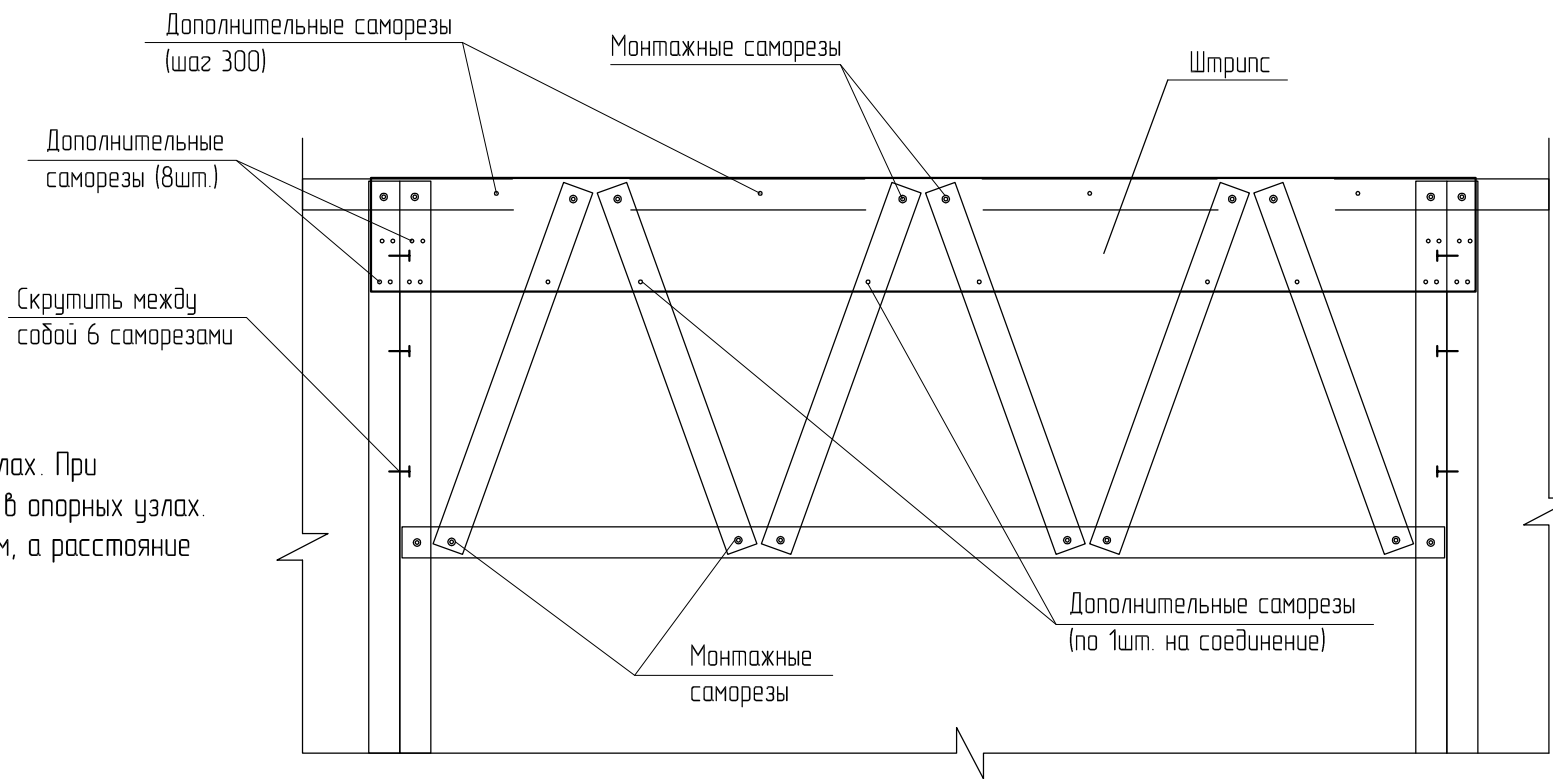 Дополнительные саморезы
(шаг 300)
Монтажные саморезы
Штрипс
Дополнительные
саморезы (8шт.)
Скрутить между
собой 6 саморезами
При
в опорных узлах.
а расстояние
Дополнительные саморезы
(по 1шт. на соединение)
Монтажные
саморезы